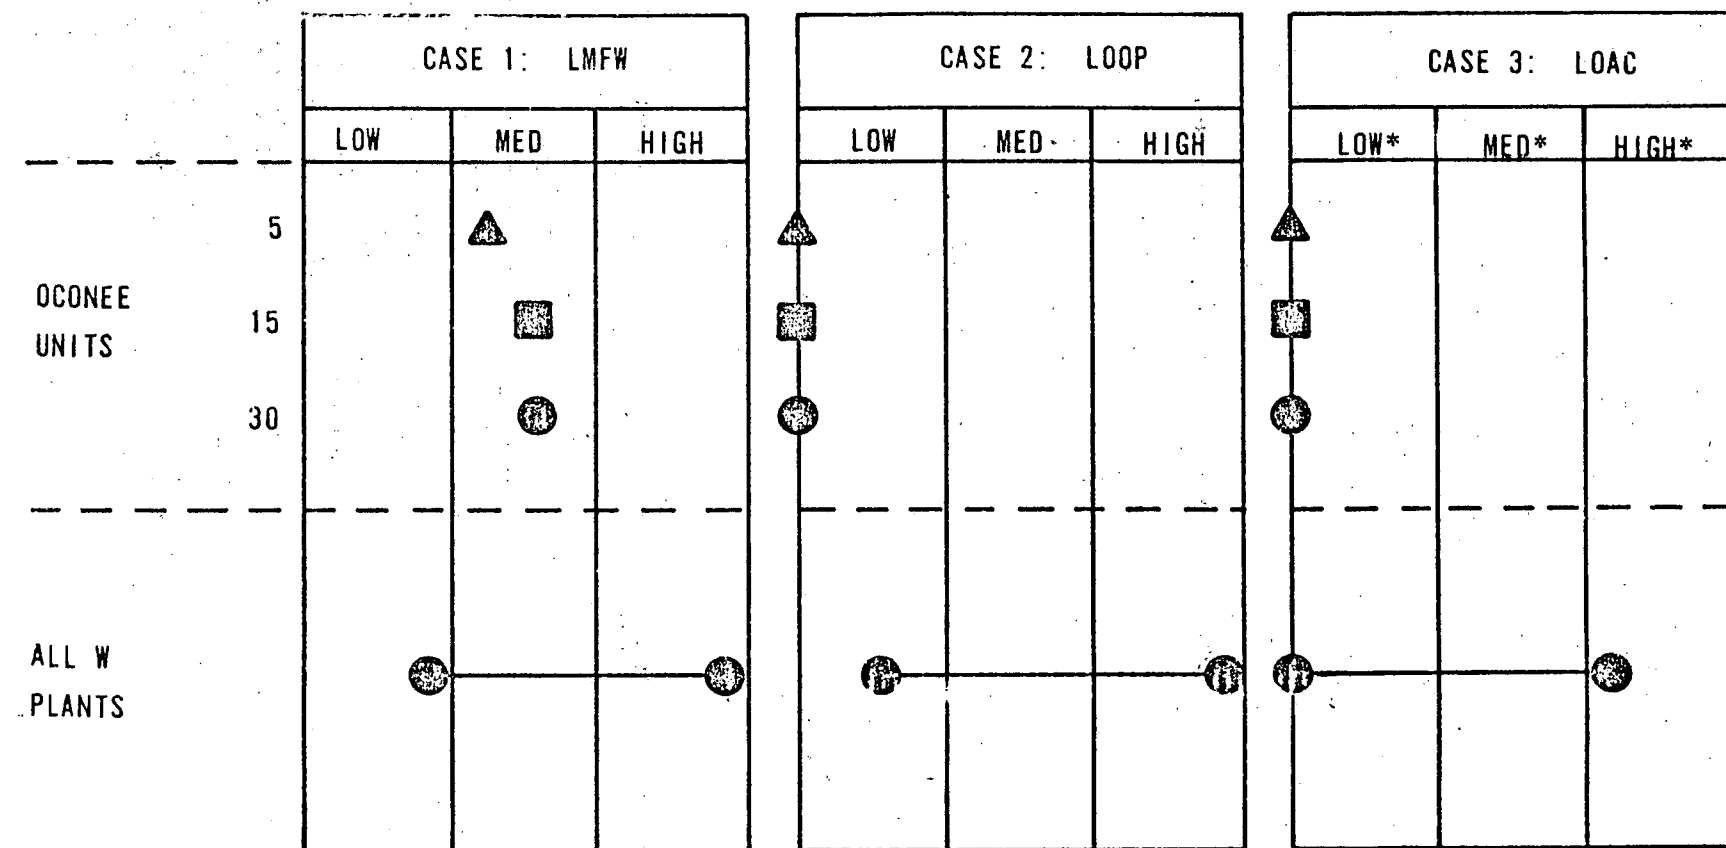 CASE 1: LMFW
CASE 2: LOOP
CASE 3: LOAC
LOW MED HIGH
LOW MED HIGH
LOW* MED* HIGH*
5
OCONEE
UNITS
15
30
ALL W
PLANTS